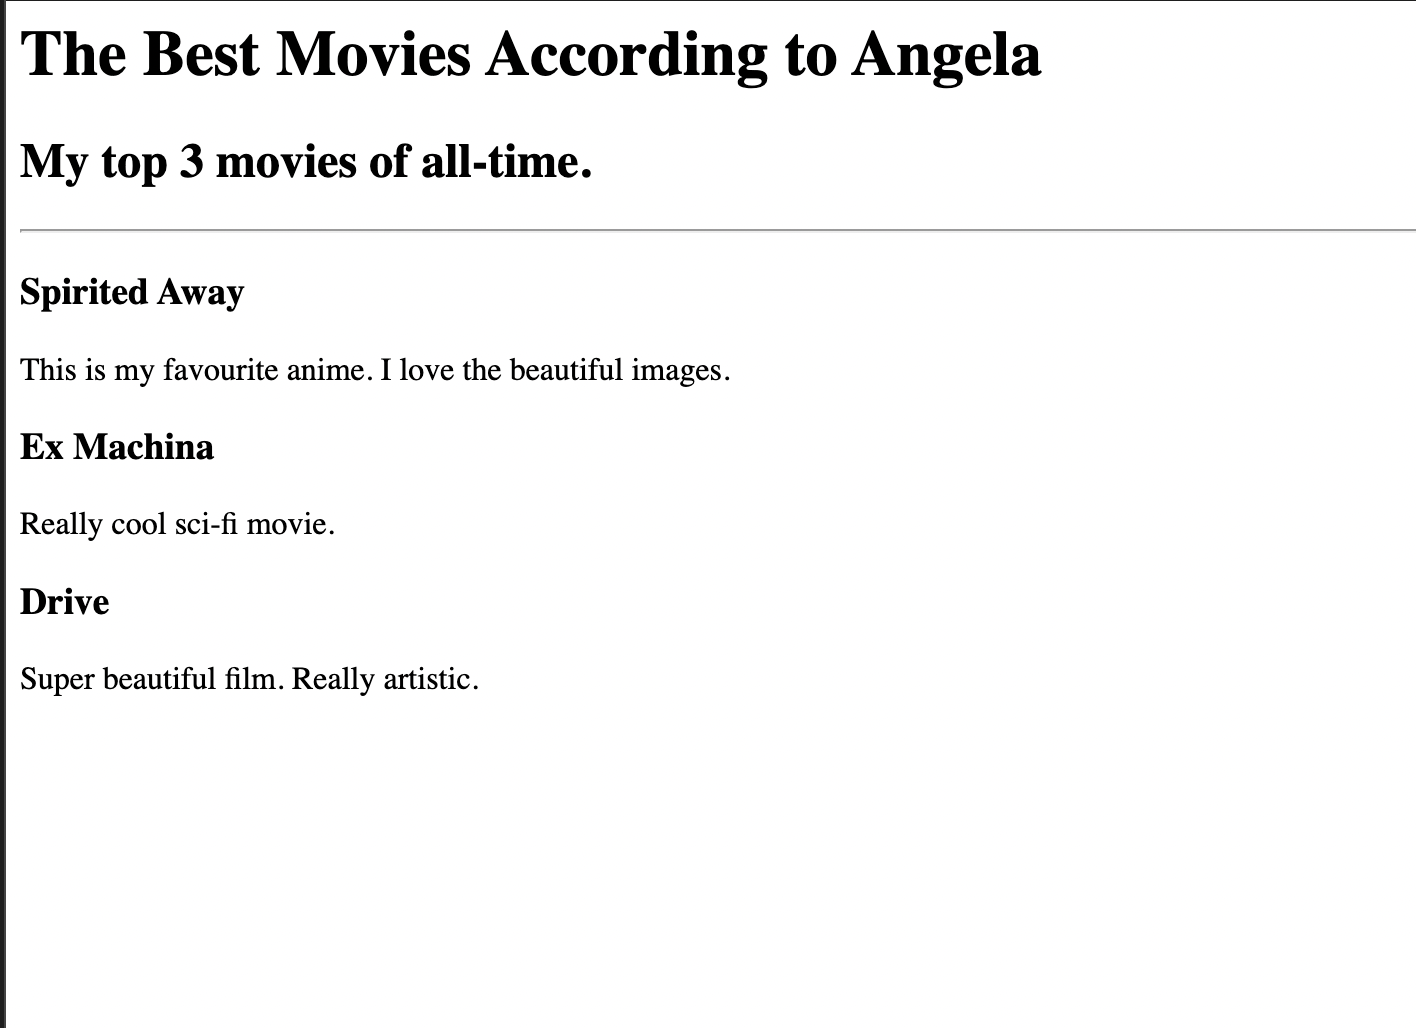 The Best Movies According to Angela
My top 3 movies of all-time.
Spirited Away
This is my favourite anime. I love the beautiful images.
Ex Machina
Really cool sci-fi movie.
Drive
Super beautiful film. Really artistic.